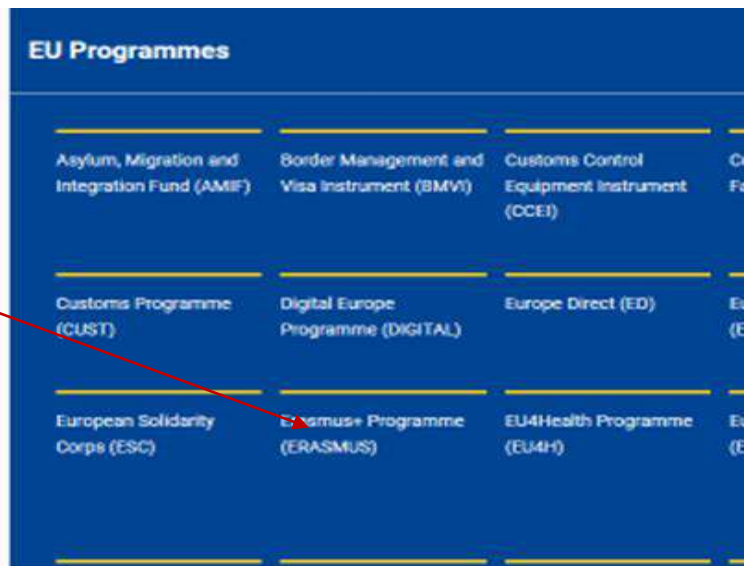 EU Programmes
Asylum, Migration and
Integration Fund (AMIF)
Border Management and
Visa Instrument (BMVI)
Customs Control
Equipment Instrument
(CCEI)
Customs Programme
(CUST)
Digital Europe
Programme (DIGITAL)
Europe Direct (ED)
European Solidarity
Corps (ESC)
Erasmus+ Programme
(ERASMUS)
EU4Health Programme
(EU4H)